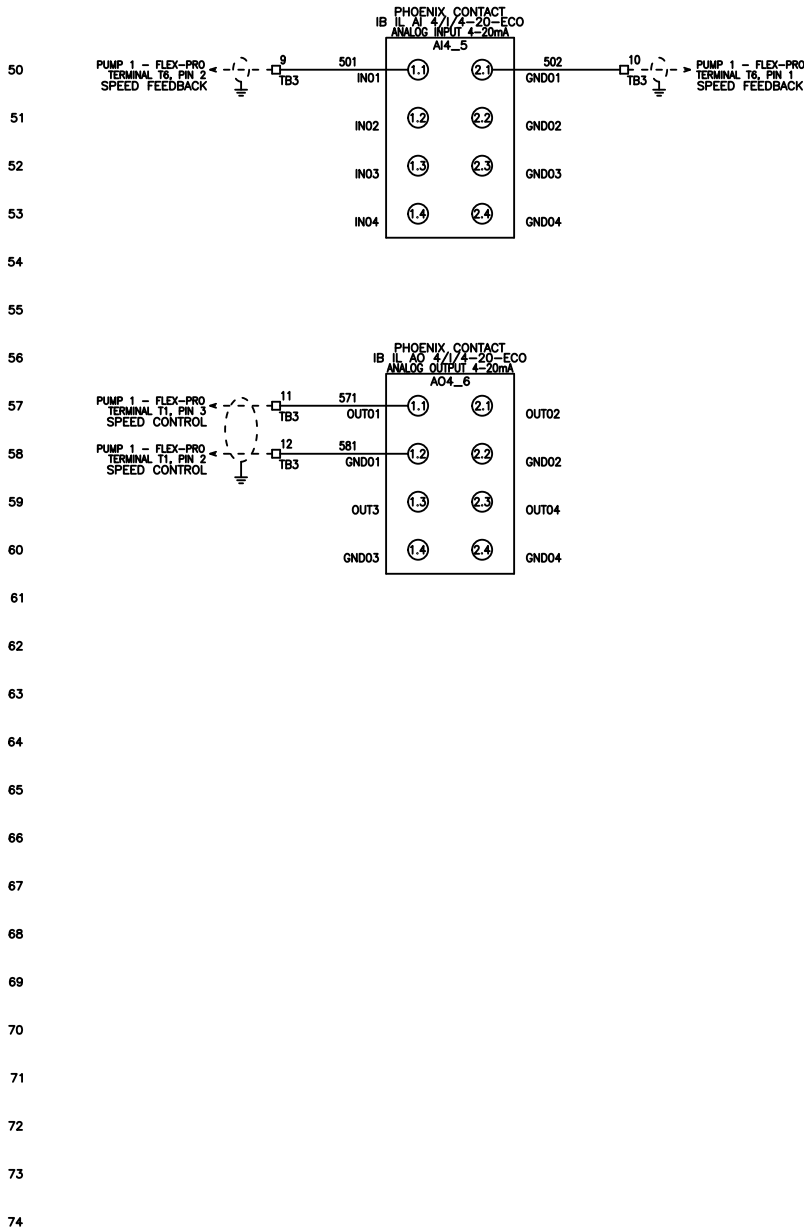 PHOENIX CONTACT
IB IL AI 4/I/4-20-ECO
ANALOG INPUT 4-20mA
AI4_5
50
PUMP 1 - FLEX-PRO
TERMINAL T6, PIN 2
SPEED FEEDBACK
9
TB3
501
IN01
1.1
2.1
502
GND01
10
TB3
PUMP 1 - FLEX-PRO
TERMINAL T6, PIN 1
SPEED FEEDBACK
51
IN02
1.2
2.2
GND02
52
IN03
1.3
2.3
GND03
53
IN04
1.4
2.4
GND04
54
55
56
PHOENIX CONTACT
IB IL AO 4/I/4-20-ECO
ANALOG OUTPUT 4-20mA
AO4_6
57
PUMP 1 - FLEX-PRO
TERMINAL T1, PIN 3
SPEED CONTROL
11
TB3
571
OUT01
1.1
2.1
OUT02
58
PUMP 1 - FLEX-PRO
TERMINAL T1, PIN 2
SPEED CONTROL
12
TB3
581
GND01
1.2
2.2
GND02
59
OUT3
1.3
2.3
OUT04
60
GND03
1.4
2.4
GND04
61
62
63
64
65
66
67
68
69
70
71
72
73
74